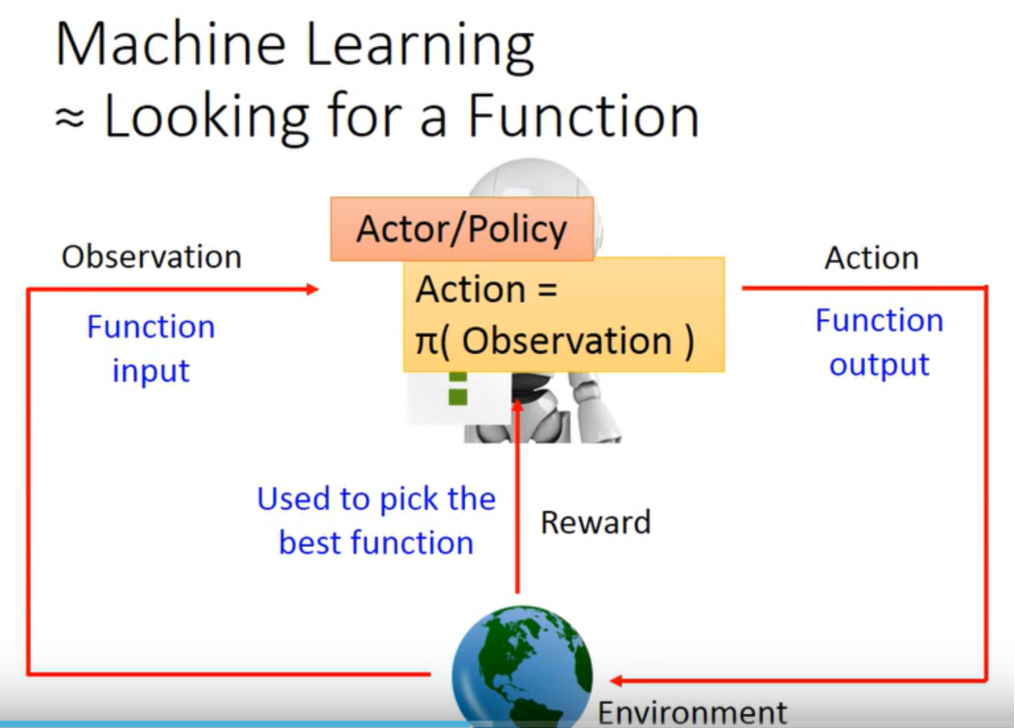 Machine Learning
≈ Looking for a Function
Actor/Policy
Observation
Action
Action =
π( Observation )
Function
input
Function
output
Used to pick the
best function
Reward
Environment